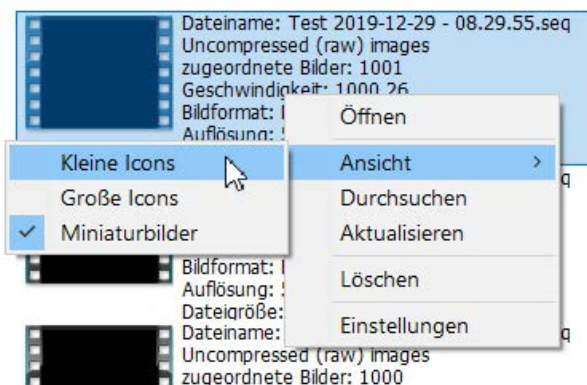 Dateiname: Test 2019-12-29 - 08.29.55.seq
Uncompressed (raw) images
zugeordnete Bilder: 1001
Geschwindigkeit: 1000.26
Bildformat:
Auflösung:
Öffnen
Ansicht
Durchsuchen
Aktualisieren
Löschen
Einstellungen
Kleine Icons
Große Icons
Miniaturbilder
Bildformat:
Auflösung:
Dateigröße:
Dateiname:
Uncompressed (raw) images
zugeordnete Bilder: 1000